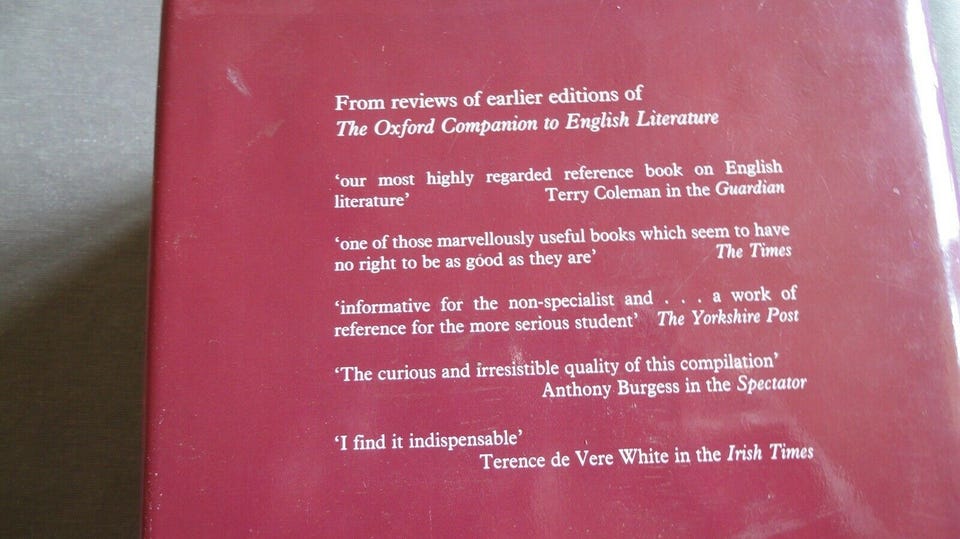 From reviews of earlier editions of
The Oxford Companion to English Literature
‘our most highly regarded reference book on English
literature’ Terry Coleman in the Guardian
‘one of those marvellously useful books which seem to have
no right to be as good as they are’ The Times
‘informative for the non-specialist and . . . a work of
reference for the more serious student’ The Yorkshire Post
‘The curious and irresistible quality of this compilation’
Anthony Burgess in the Spectator
‘I find it indispensable’
Terence de Vere White in the Irish Times